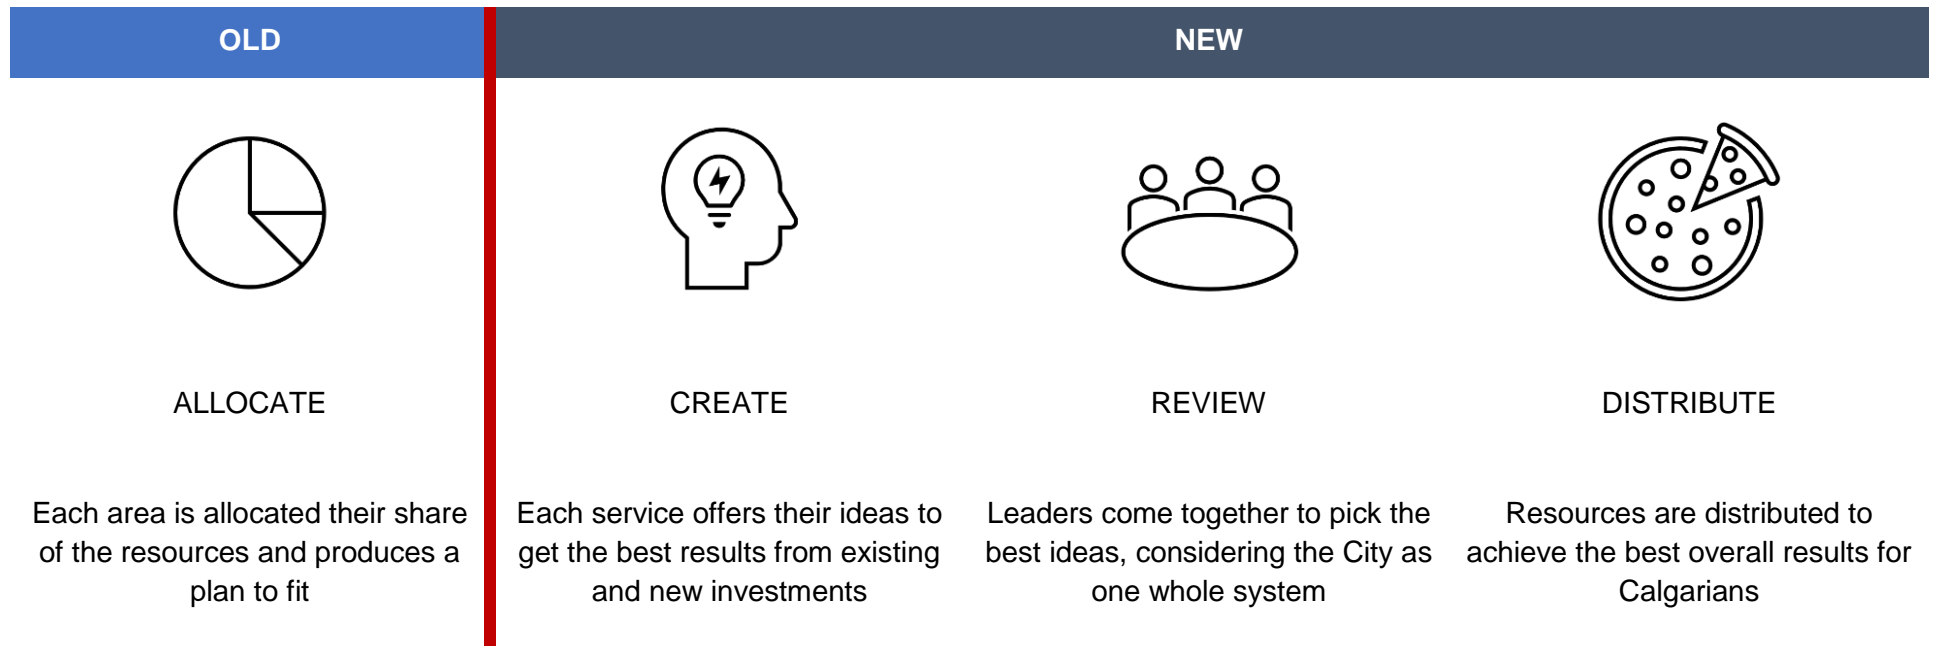 OLD
NEW
ALLOCATE
CREATE
REVIEW
DISTRIBUTE
Each area is allocated their share
of the resources and produces a
plan to fit
Each service offers their ideas to
get the best results from existing
and new investments
Leaders come together to pick the
best ideas, considering the City as
one whole system
Resources are distributed to
achieve the best overall results for
Calgarians